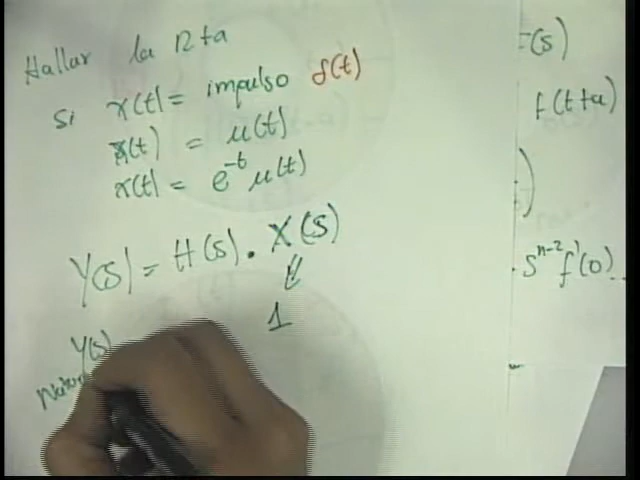 Hallar la Rta
Si x(t) = impulso δ(t)
x(t) = μ(t)
x(t) = e^-t μ(t)
Y(s) = H(s) . X(s)
⇓
1
Y(s)
(s)
f(t+a)
)
. s^n-2 f'(0)..